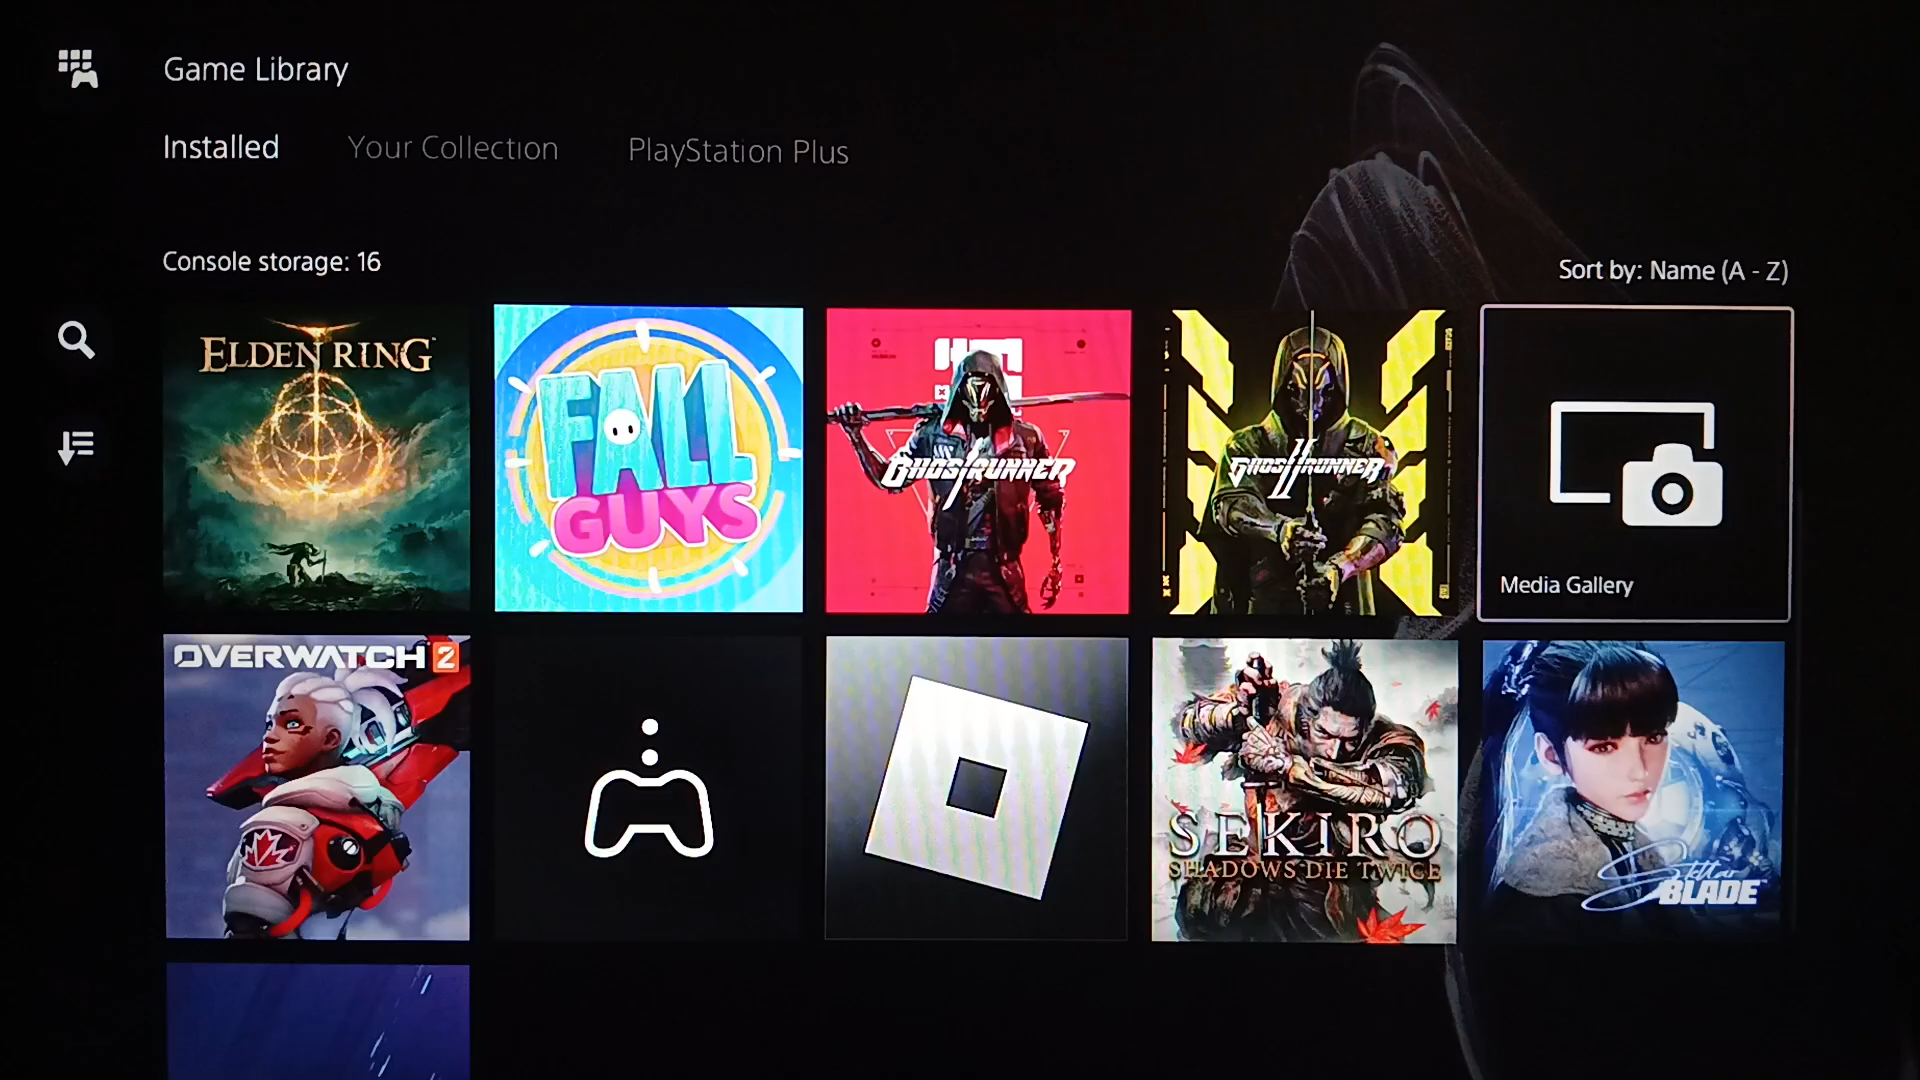 Game Library
Installed Your Collection PlayStation Plus
Console storage: 16
Sort by: Name (A - Z)
ELDEN RING
FALL
GUYS
GHOSTRUNNER
GHOSTRUNNER
II
Media Gallery
OVERWATCH 2
SEKIRO
SHADOWS DIE TWICE
Stellar
BLADE